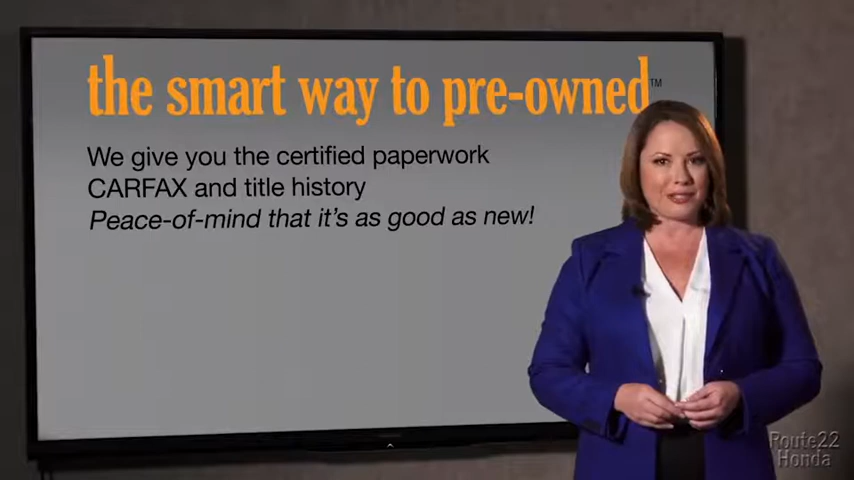 the smart way to pre-owned™
We give you the certified paperwork
CARFAX and title history
Peace-of-mind that it's as good as new!
Route22
Honda